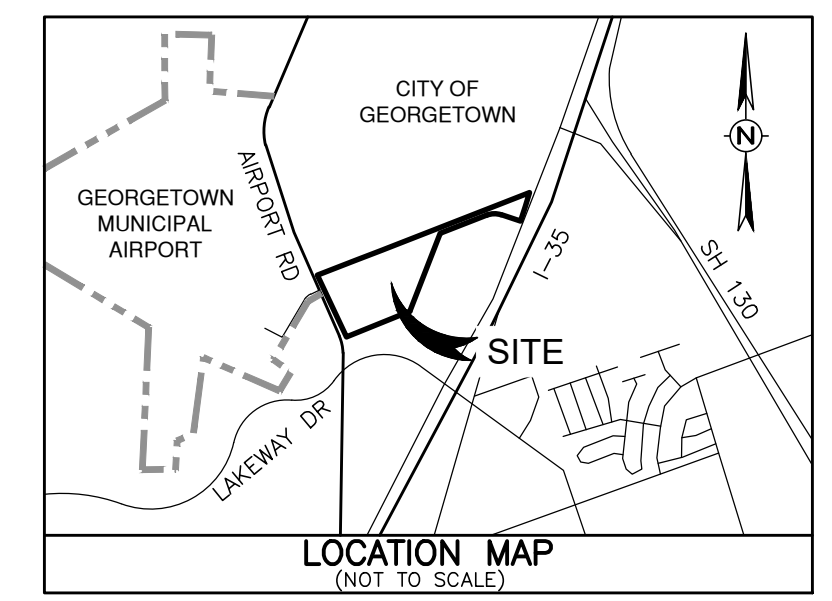 CITY OF
GEORGETOWN
N
GEORGETOWN
MUNICIPAL
AIRPORT
AIRPORT RD
I-35
SH 130
SITE
LAKEWAY DR
LOCATION MAP
(NOT TO SCALE)